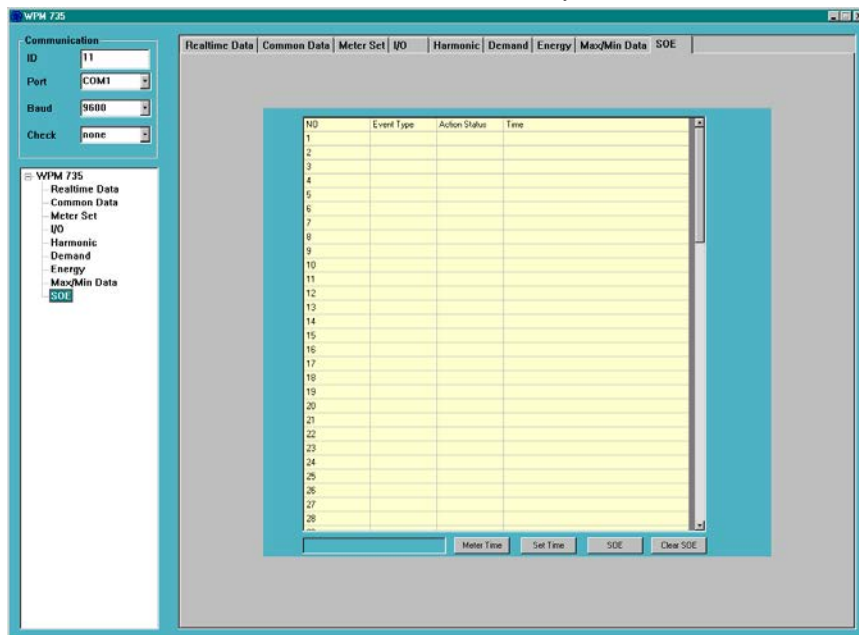 WPM 735
Communication
ID 11
Port COM1
Baud 9600
Check none
WPM 735
Realtime Data
Common Data
Meter Set
I/O
Harmonic
Demand
Energy
Max/Min Data
SOE
Realtime Data Common Data Meter Set I/O Harmonic Demand Energy Max/Min Data SOE
NO Event Type Action Status Time
1
2
3
4
5
6
7
8
9
10
11
12
13
14
15
16
17
18
19
20
21
22
23
24
25
26
27
28
Meter Time Set Time SOE Clear SOE